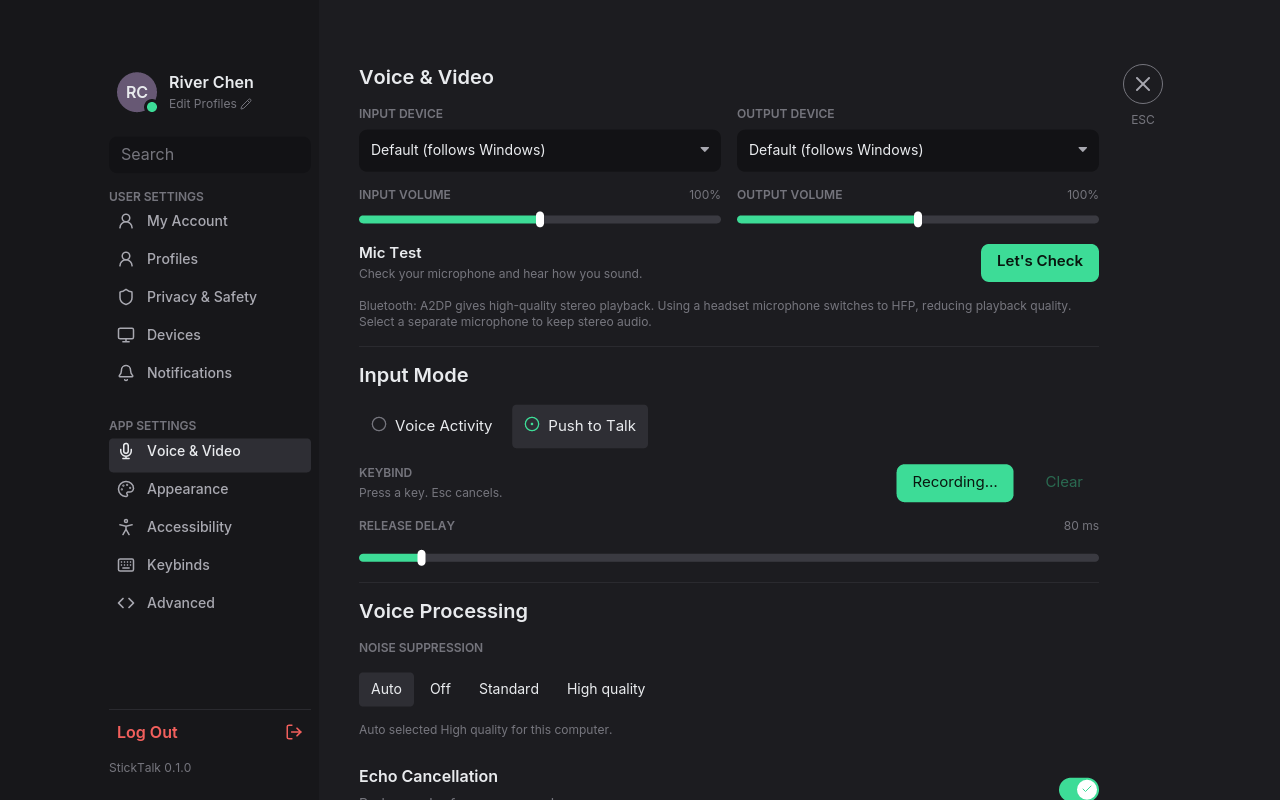 RC
River Chen
Edit Profiles
Search
USER SETTINGS
My Account
Profiles
Privacy & Safety
Devices
Notifications
APP SETTINGS
Voice & Video
Appearance
Accessibility
Keybinds
Advanced
Log Out
StickTalk 0.1.0
Voice & Video
ESC
INPUT DEVICE
OUTPUT DEVICE
Default (follows Windows)
Default (follows Windows)
INPUT VOLUME 100%
OUTPUT VOLUME 100%
Mic Test
Check your microphone and hear how you sound.
Let's Check
Bluetooth: A2DP gives high-quality stereo playback. Using a headset microphone switches to HFP, reducing playback quality.
Select a separate microphone to keep stereo audio.
Input Mode
Voice Activity
Push to Talk
KEYBIND
Press a key. Esc cancels.
Recording...
Clear
RELEASE DELAY 80 ms
Voice Processing
NOISE SUPPRESSION
Auto
Off
Standard
High quality
Auto selected High quality for this computer.
Echo Cancellation